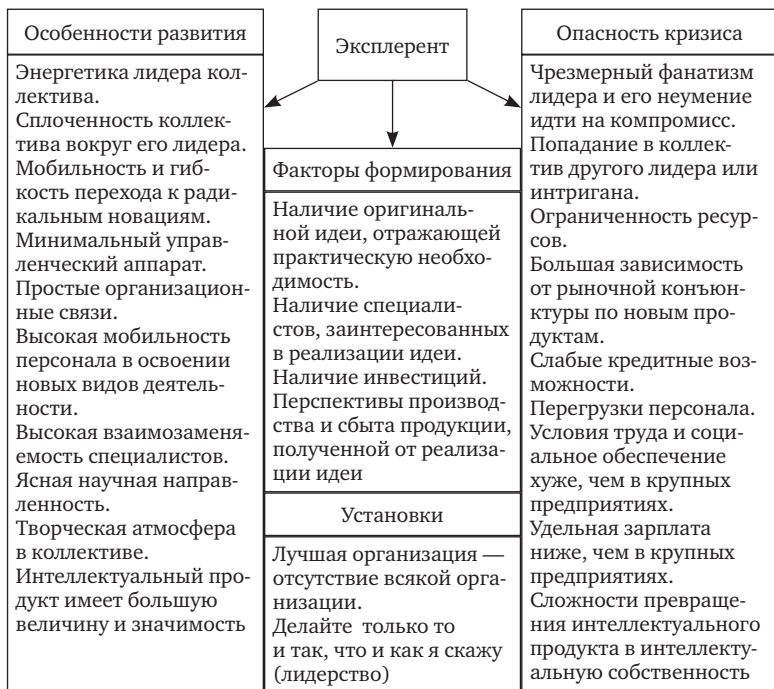 Особенности развития
Энергетика лидера кол-
лектива.
Сплоченность коллек-
тива вокруг его лидера.
Мобильность и гиб-
кость перехода к ради-
кальным новациям.
Минимальный управ-
ленческий аппарат.
Простые организацион-
ные связи.
Высокая мобильность
персонала в освоении
новых видов деятель-
ности.
Высокая взаимозаменя-
емость специалистов.
Ясная научная направ-
ленность.
Творческая атмосфера
в коллективе.
Интеллектуальный про-
дукт имеет большую
величину и значимость
Эксплерент
Факторы формирования
Наличие оригиналь-
ной идеи, отражающей
практическую необхо-
димость.
Наличие специали-
стов, заинтересованных
в реализации идеи.
Наличие инвестиций.
Перспективы производ-
ства и сбыта продукции,
полученной от реализа-
ции идеи
Установки
Лучшая организация —
отсутствие всякой орга-
низации.
Делайте только то
и так, что и как я скажу
(лидерство)
Опасность кризиса
Чрезмерный фанатизм
лидера и его неумение
идти на компромисс.
Попадание в коллек-
тив другого лидера или
интригана.
Ограниченность ресур-
сов.
Большая зависимость
от рыночной конъюн-
ктуры по новым про-
дуктам.
Слабые кредитные воз-
можности.
Перегрузки персонала.
Условия труда и соци-
альное обеспечение
хуже, чем в крупных
предприятиях.
Удельная зарплата
ниже, чем в крупных
предприятиях.
Сложности превраще-
ния интеллектуального
продукта в интеллекту-
альную собственность